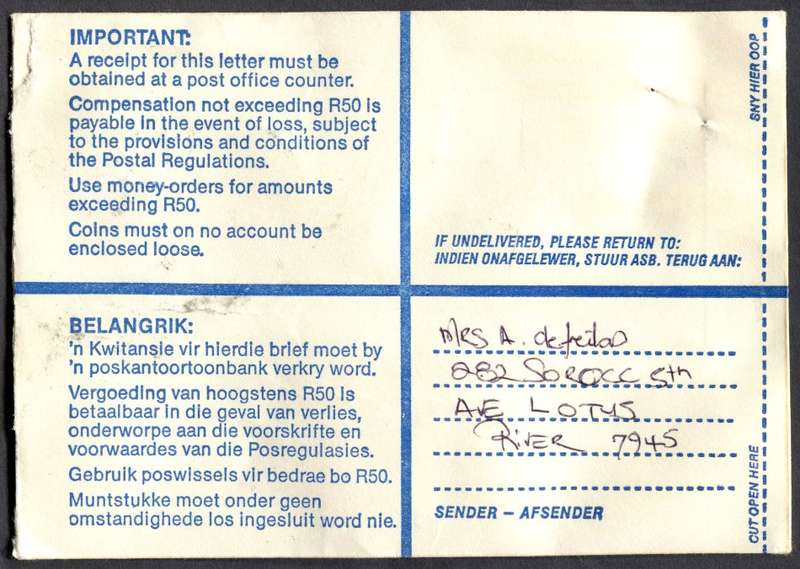 IMPORTANT:
A receipt for this letter must be
obtained at a post office counter.
Compensation not exceeding R50 is
payable in the event of loss, subject
to the provisions and conditions of
the Postal Regulations.
Use money-orders for amounts
exceeding R50.
Coins must on no account be
enclosed loose.
IF UNDELIVERED, PLEASE RETURN TO:
INDIEN ONAFGELEWER, STUUR ASB. TERUG AAN:
SNY HIER OOP
BELANGRIK:
'n Kwitansie vir hierdie brief moet by
'n poskantoortoonbank verkry word.
Vergoeding van hoogstens R50 is
betaalbaar in die geval van verlies,
onderworpe aan die voorskrifte en
voorwaardes van die Posregulasies.
Gebruik poswissels vir bedrae bo R50.
Muntstukke moet onder geen
omstandighede los ingesluit word nie.
MRS A. defreitas
282 5th
AVE LOTUS
RIVER 7945
SENDER – AFSENDER
CUT OPEN HERE